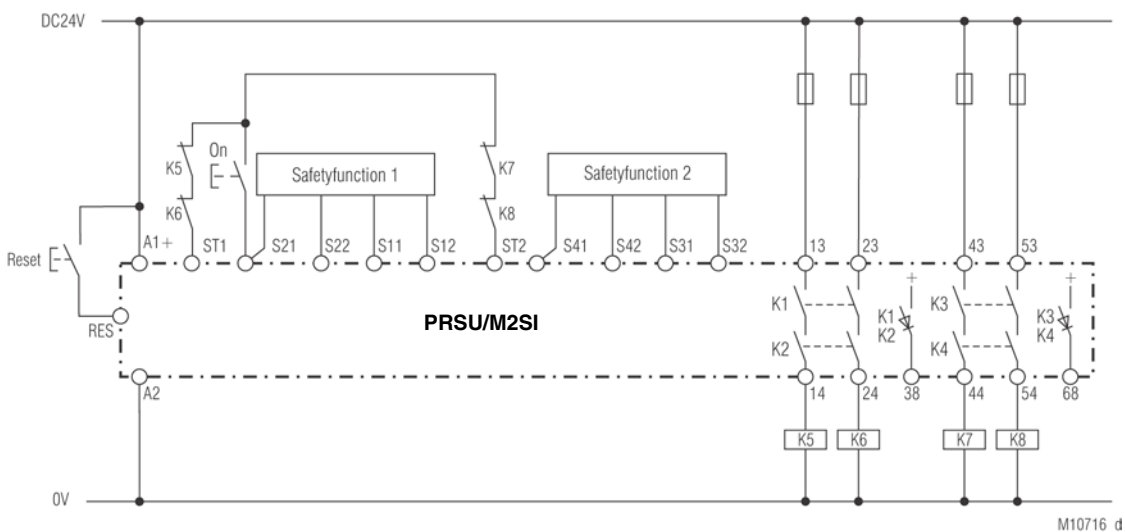 DC24V
K5
On
Safetyfunction 1
K7
Safetyfunction 2
K6
K8
A1+
ST1
S21
S22
S11
S12
ST2
S41
S42
S31
S32
13
23
43
53
Reset
RES
PRSU/M2SI
K1
K1
K2
K3
K3
K4
K2
K4
A2
14
24
38
44
54
68
K5
K6
K7
K8
0V
M10716_d